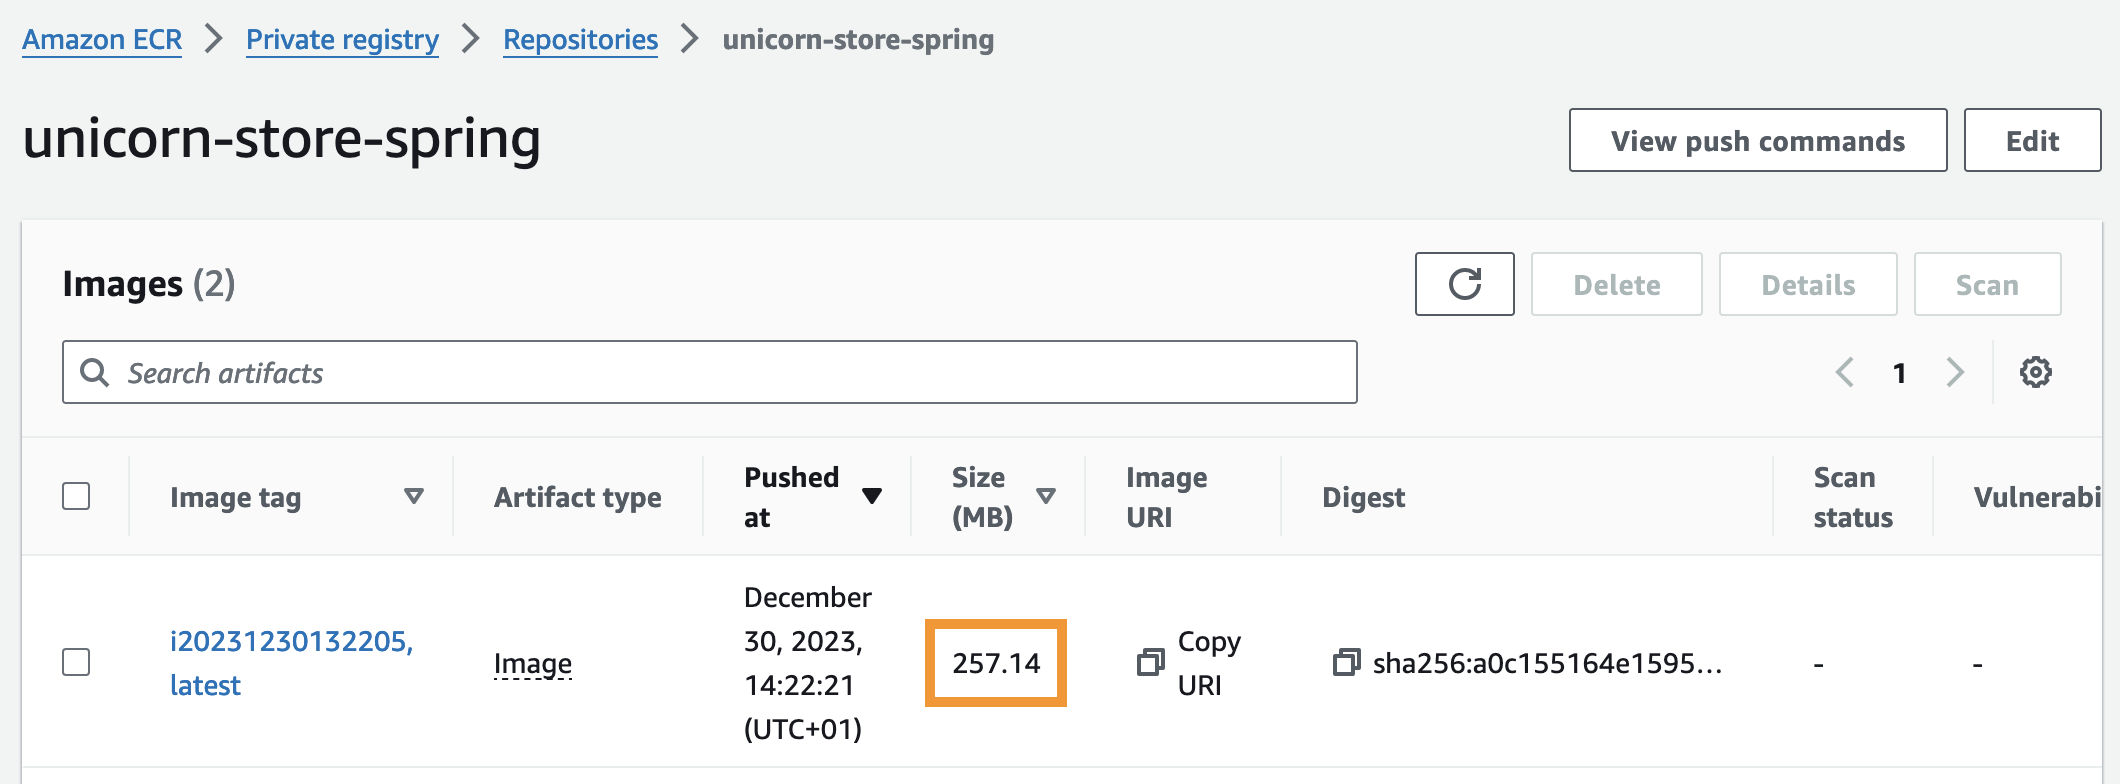 Amazon ECR > Private registry > Repositories > unicorn-store-spring
unicorn-store-spring
View push commands
Edit
Images (2)
Delete
Details
Scan
Search artifacts
1
Image tag
Artifact type
Pushed
at
Size
(MB)
Image
URI
Digest
Scan
status
Vulnerabi
i20231230132205,
latest
Image
December
30, 2023,
14:22:21
(UTC+01)
257.14
Copy
URI
sha256:a0c155164e1595...
-
-